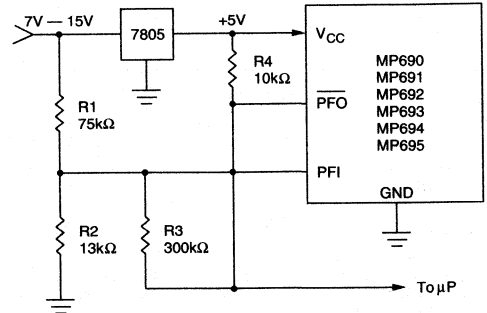 7V — 15V
7805
+5V
VCC
R4
10kΩ
MP690
MP691
MP692
MP693
MP694
MP695
R1
75kΩ
PFO
PFI
GND
R2
13kΩ
R3
300kΩ
To µP